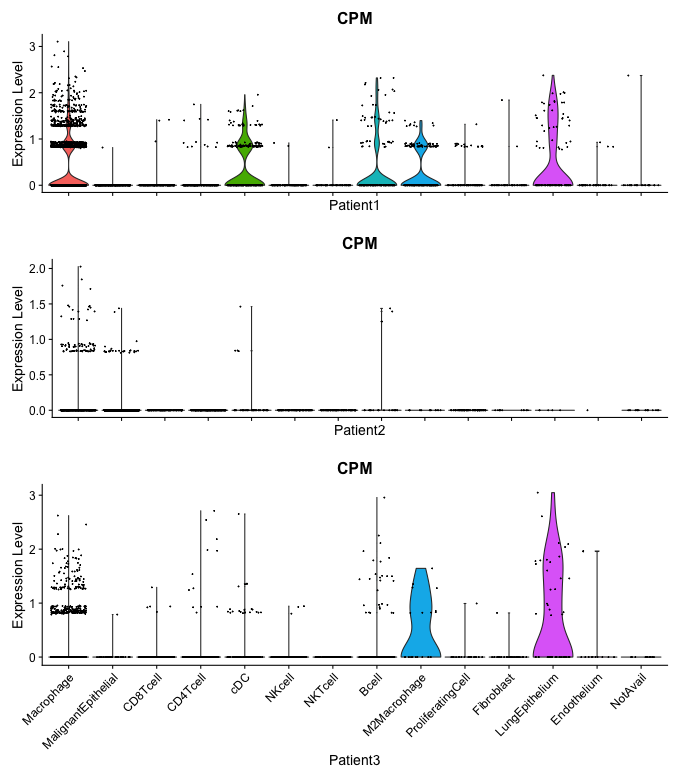 CPM
Expression Level
3
2
1
0
Patient1
CPM
Expression Level
2.0
1.5
1.0
0.5
0.0
Patient2
CPM
Expression Level
3
2
1
0
Macrophage
MalignantEpithelial
CD8Tcell
CD4Tcell
cDC
NKcell
NKTcell
Bcell
M2Macrophage
ProliferatingCell
Fibroblast
LungEpithelium
Endothelium
NotAvail
Patient3